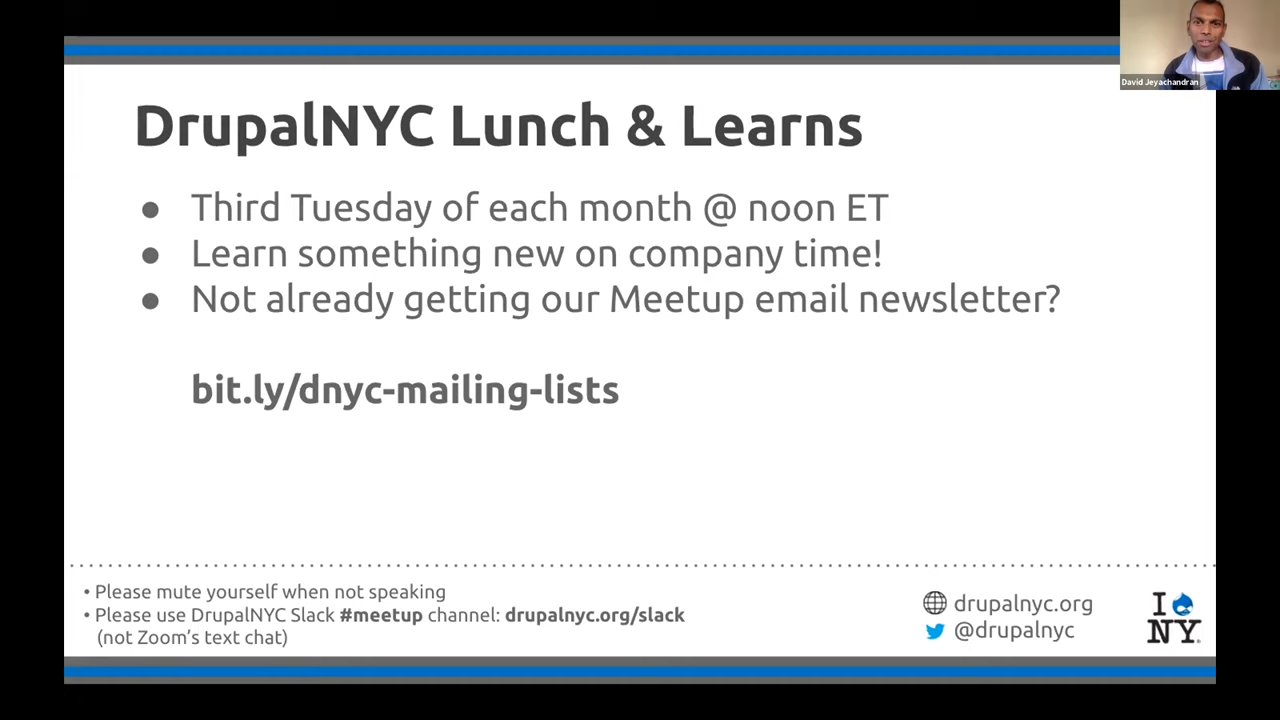 David Jeyachandran
DrupalNYC Lunch & Learns
● Third Tuesday of each month @ noon ET
● Learn something new on company time!
● Not already getting our Meetup email newsletter?
bit.ly/dnyc-mailing-lists
• Please mute yourself when not speaking
• Please use DrupalNYC Slack #meetup channel: drupalnyc.org/slack
(not Zoom's text chat)
drupalnyc.org
@drupalnyc
I
NY